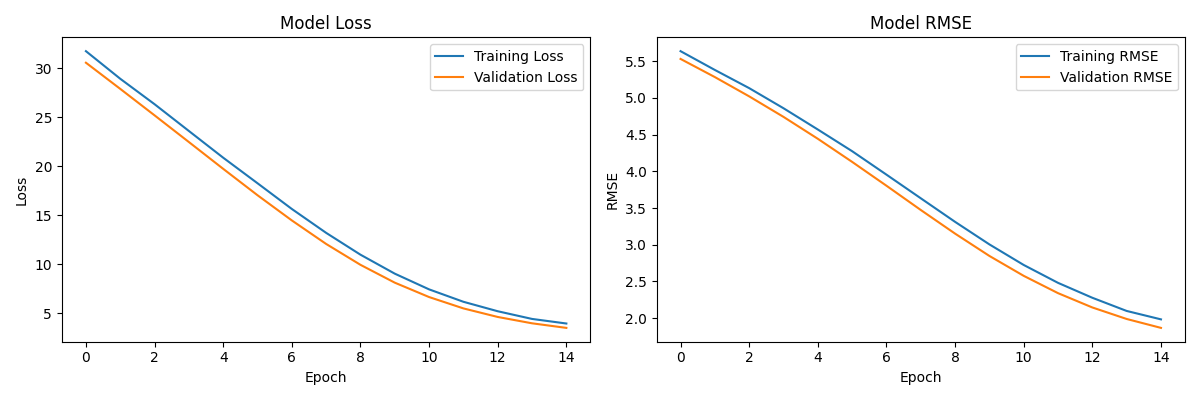 Model Loss
Training Loss
Validation Loss
30
25
20
15
10
5
Loss
0 2 4 6 8 10 12 14
Epoch
Model RMSE
Training RMSE
Validation RMSE
5.5
5.0
4.5
4.0
3.5
3.0
2.5
2.0
RMSE
0 2 4 6 8 10 12 14
Epoch